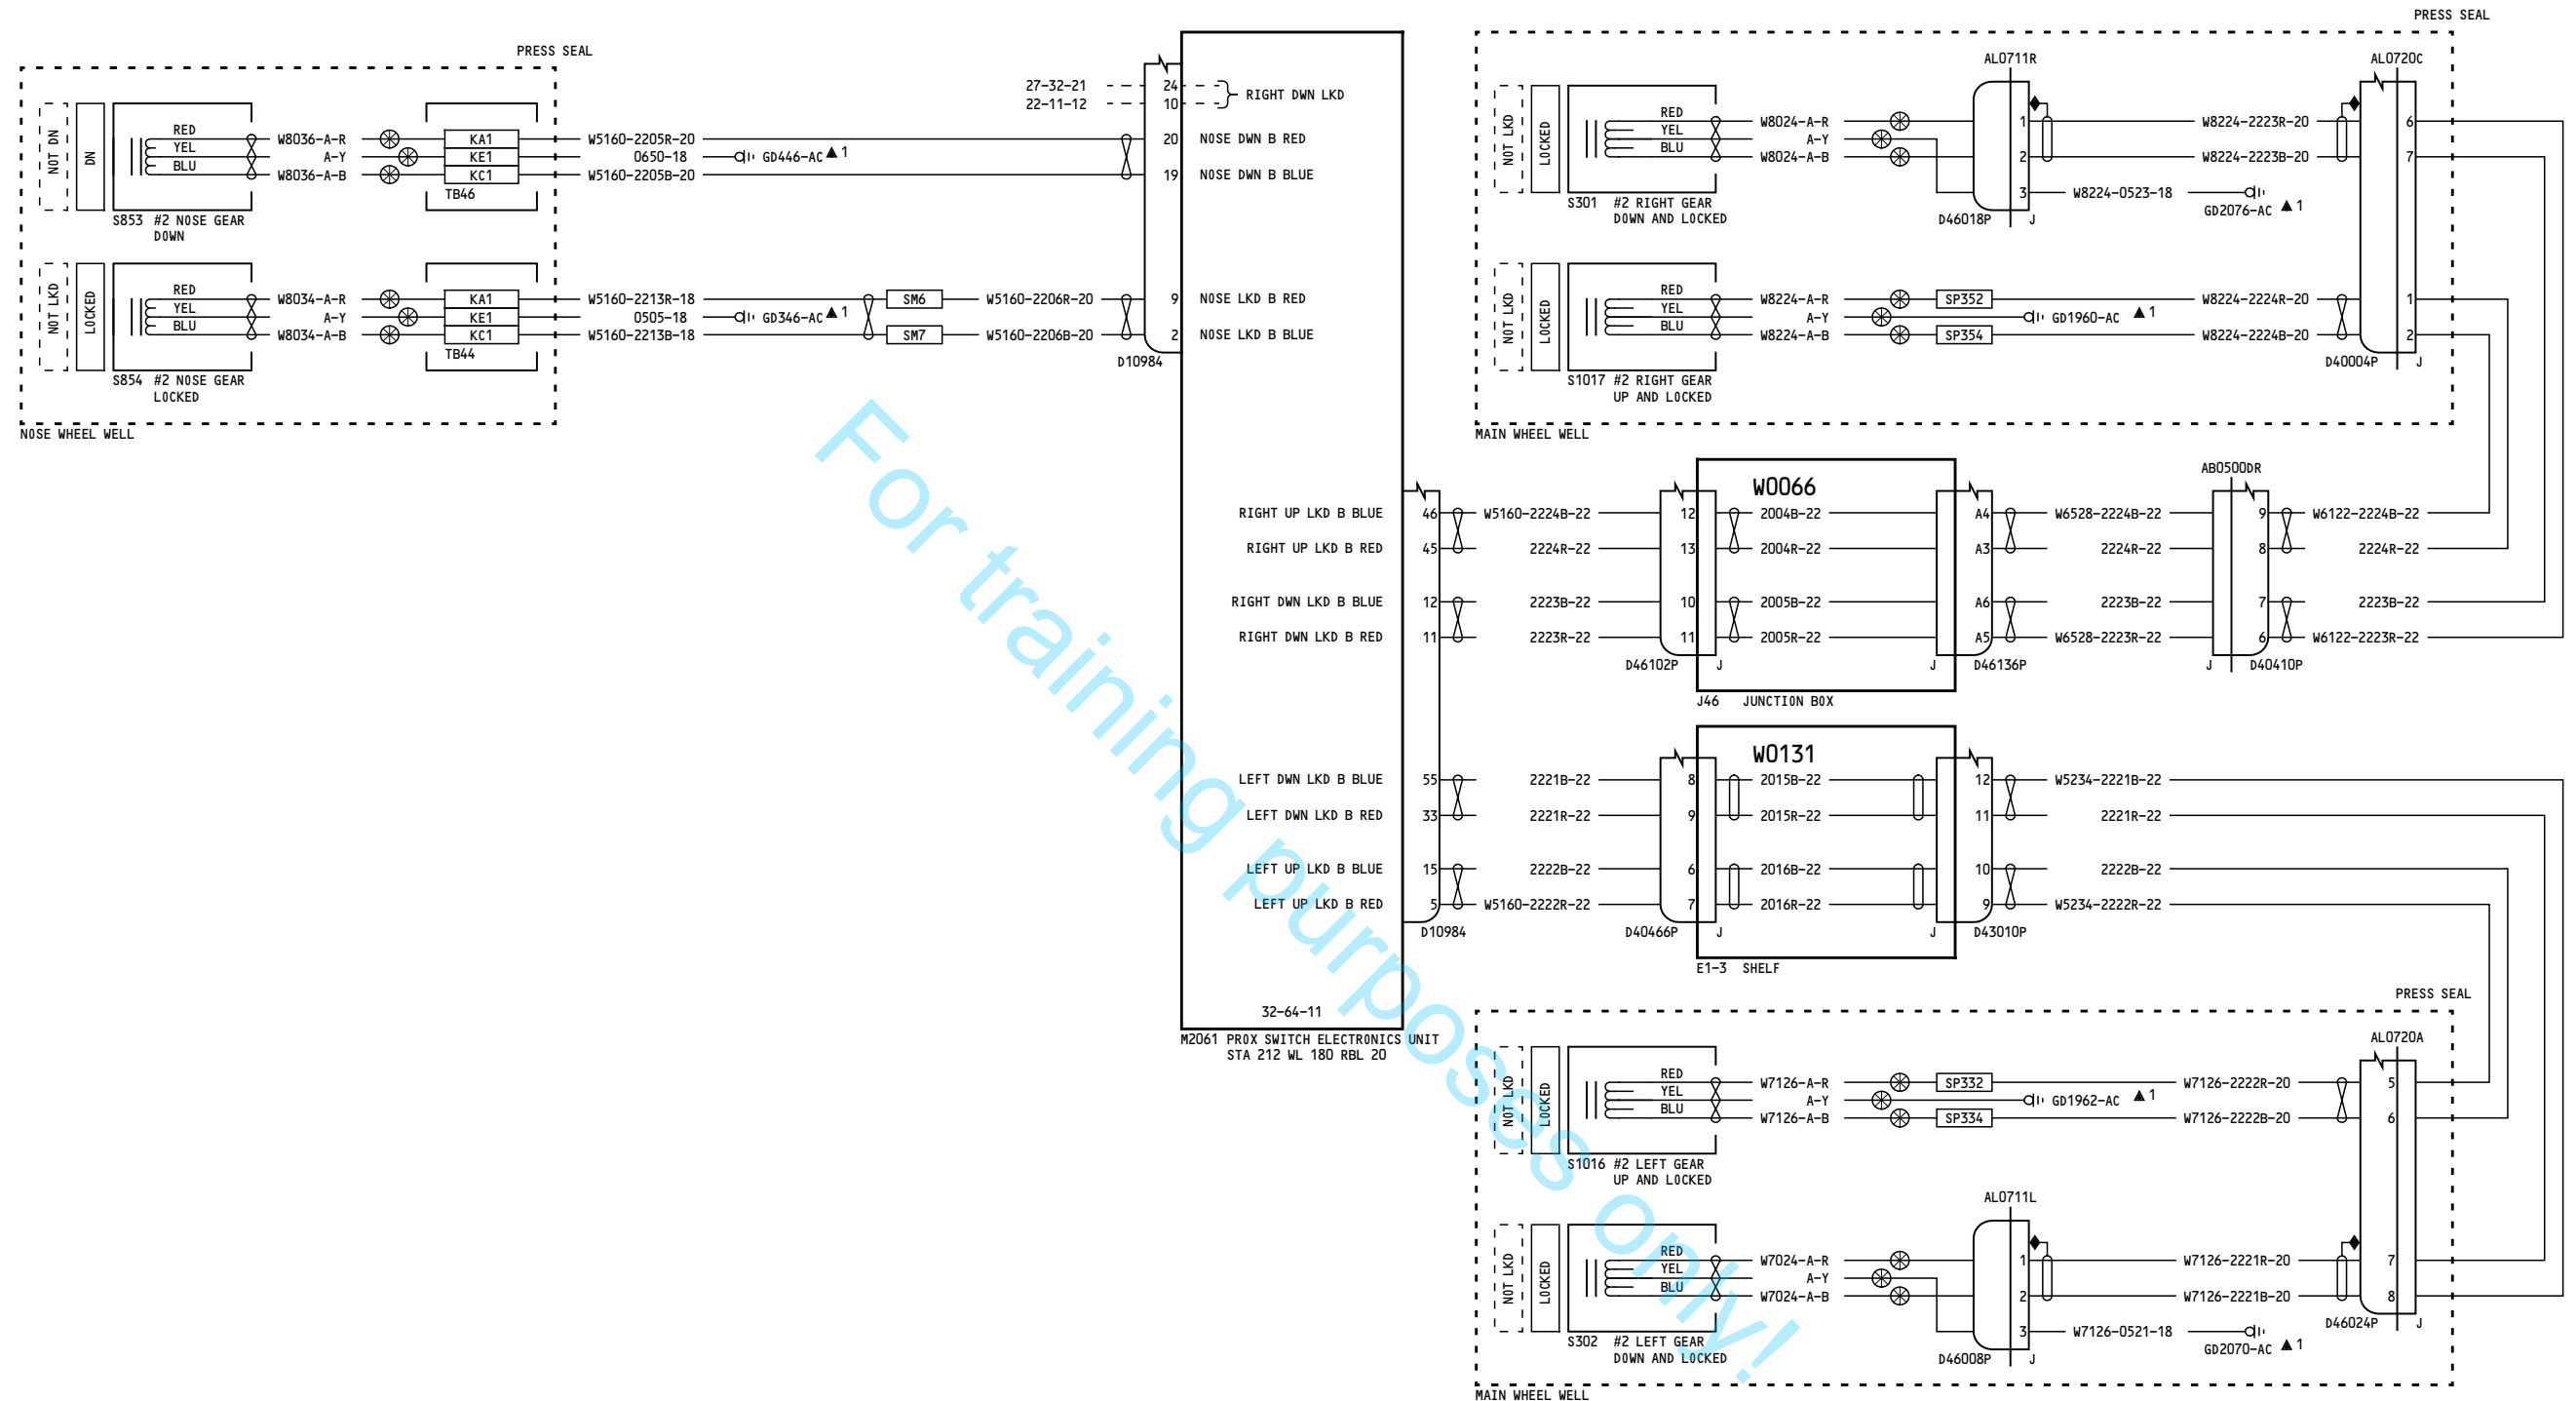 PRESS SEAL
NOT DN
DN
RED
YEL
BLU
W8036-A-R
A-Y
W8036-A-B
KA1
KE1
KC1
TB46
W5160-2205R-20
0650-18
GD446-AC 1
W5160-2205B-20
S853 #2 NOSE GEAR
DOWN
NOT LKD
LOCKED
RED
YEL
BLU
W8034-A-R
A-Y
W8034-A-B
KA1
KE1
KC1
TB44
W5160-2213R-18
0505-18
GD346-AC 1
W5160-2213B-18
SM6
SM7
W5160-2206R-20
W5160-2206B-20
S854 #2 NOSE GEAR
LOCKED
NOSE WHEEL WELL
27-32-21
22-11-12
24
10
RIGHT DWN LKD
20 NOSE DWN B RED
19 NOSE DWN B BLUE
9 NOSE LKD B RED
2 NOSE LKD B BLUE
D10984
RIGHT UP LKD B BLUE 46
RIGHT UP LKD B RED 45
RIGHT DWN LKD B BLUE 12
RIGHT DWN LKD B RED 11
LEFT DWN LKD B BLUE 55
LEFT DWN LKD B RED 33
LEFT UP LKD B BLUE 15
LEFT UP LKD B RED 5
D10984
32-64-11
M2061 PROX SWITCH ELECTRONICS UNIT
STA 212 WL 180 RBL 20
PRESS SEAL
NOT LKD
LOCKED
RED
YEL
BLU
W8024-A-R
A-Y
W8024-A-B
AL0711R
1
2
3
D46018P J
W8224-2223R-20
W8224-2223B-20
W8224-0523-18
GD2076-AC 1
S301 #2 RIGHT GEAR
DOWN AND LOCKED
AL0720C
6
7
1
2
D40004P J
NOT LKD
LOCKED
RED
YEL
BLU
W8224-A-R
A-Y
W8224-A-B
SP352
SP354
GD1960-AC 1
W8224-2224R-20
W8224-2224B-20
S1017 #2 RIGHT GEAR
UP AND LOCKED
MAIN WHEEL WELL
W0066
AB0500DR
W5160-2224B-22 12 2004B-22 A4 W6528-2224B-22 9 W6122-2224B-22
2224R-22 13 2004R-22 A3 2224R-22 8 2224R-22
2223B-22 10 2005B-22 A6 2223B-22 7 2223B-22
2223R-22 11 2005R-22 A5 W6528-2223R-22 6 W6122-2223R-22
D46102P J J D46136P J D40410P
J46 JUNCTION BOX
W0131
2221B-22 8 2015B-22 12 W5234-2221B-22
2221R-22 9 2015R-22 11 2221R-22
2222B-22 6 2016B-22 10 2222B-22
W5160-2222R-22 7 2016R-22 9 W5234-2222R-22
D40466P J J D43010P
E1-3 SHELF
PRESS SEAL
AL0720A
NOT LKD
LOCKED
RED
YEL
BLU
W7126-A-R
A-Y
W7126-A-B
SP332
SP334
GD1962-AC 1
W7126-2222R-20
W7126-2222B-20
5
6
S1016 #2 LEFT GEAR
UP AND LOCKED
NOT LKD
LOCKED
RED
YEL
BLU
W7024-A-R
A-Y
W7024-A-B
AL0711L
1
2
3
D46008P J
W7126-2221R-20
W7126-2221B-20
W7126-0521-18
GD2070-AC 1
7
8
D46024P J
S302 #2 LEFT GEAR
DOWN AND LOCKED
MAIN WHEEL WELL
For training purposes only!